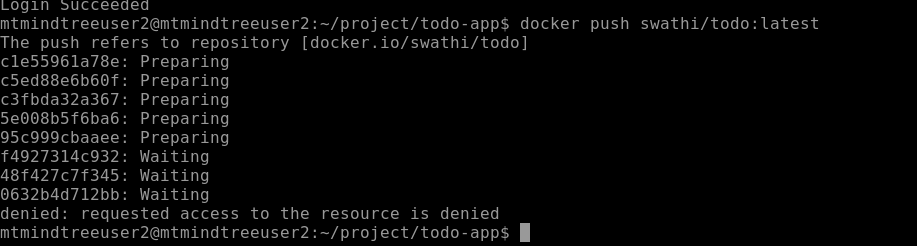 Login Succeeded
mtmindtreeuser2@mtmindtreeuser2:~/project/todo-app$ docker push swathi/todo:latest
The push refers to repository [docker.io/swathi/todo]
c1e55961a78e: Preparing
c5ed88e6b60f: Preparing
c3fbda32a367: Preparing
5e008b5f6ba6: Preparing
95c999cbaaee: Preparing
f4927314c932: Waiting
48f427c7f345: Waiting
0632b4d712bb: Waiting
denied: requested access to the resource is denied
mtmindtreeuser2@mtmindtreeuser2:~/project/todo-app$